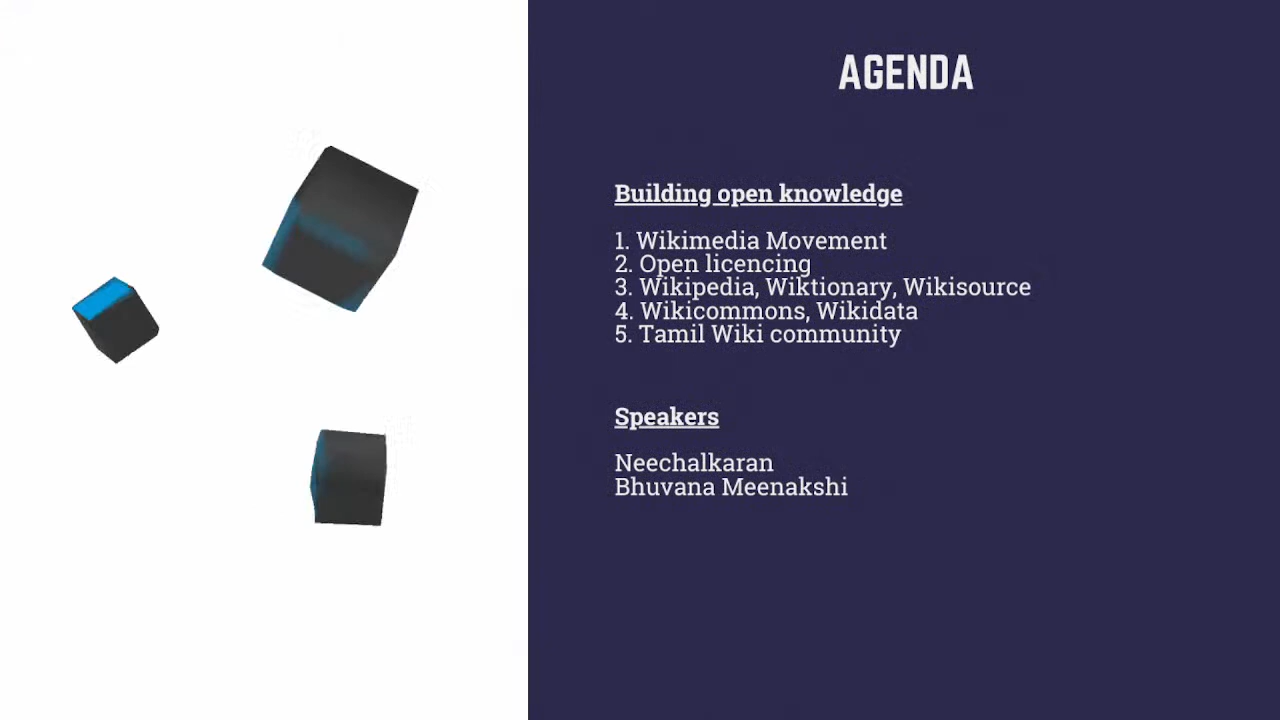 AGENDA
Building open knowledge
1. Wikimedia Movement
2. Open licencing
3. Wikipedia, Wiktionary, Wikisource
4. Wikicommons, Wikidata
5. Tamil Wiki community
Speakers
Neechalkaran
Bhuvana Meenakshi